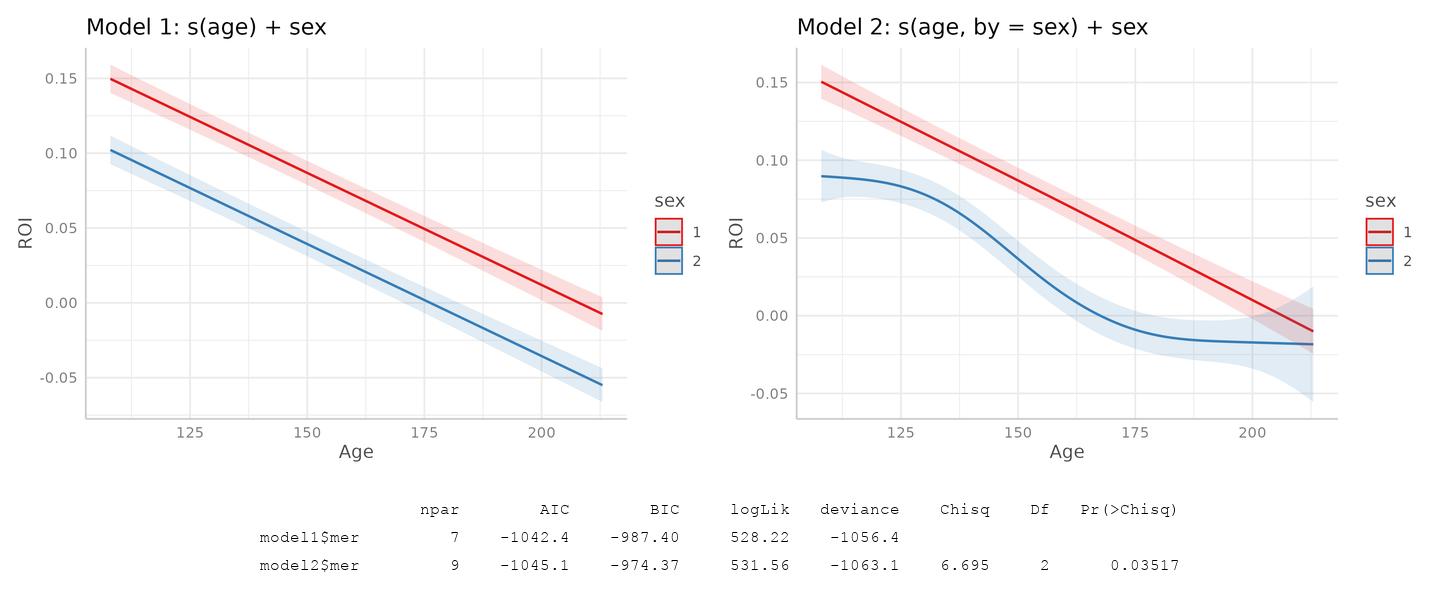 Model 1: s(age) + sex
0.15
0.10
0.05
0.00
-0.05
125 150 175 200
Age
ROI
sex
1
2
Model 2: s(age, by = sex) + sex
0.15
0.10
0.05
0.00
-0.05
125 150 175 200
Age
ROI
sex
1
2
npar AIC BIC logLik deviance Chisq Df Pr(>Chisq)
model1$mer 7 -1042.4 -987.40 528.22 -1056.4
model2$mer 9 -1045.1 -974.37 531.56 -1063.1 6.695 2 0.03517